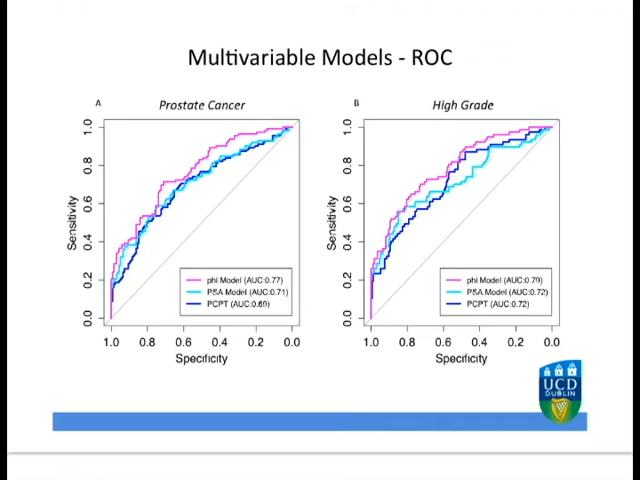 Multivariable Models - ROC
A
Prostate Cancer
Sensitivity
1.0
0.8
0.6
0.4
0.2
0.0
phi Model (AUC:0.77)
PSA Model (AUC:0.71)
PCPT (AUC:0.69)
1.0 0.8 0.6 0.4 0.2 0.0
Specificity
B
High Grade
Sensitivity
1.0
0.8
0.6
0.4
0.2
0.0
phi Model (AUC:0.79)
PSA Model (AUC:0.72)
PCPT (AUC:0.72)
1.0 0.8 0.6 0.4 0.2 0.0
Specificity
UCD
DUBLIN